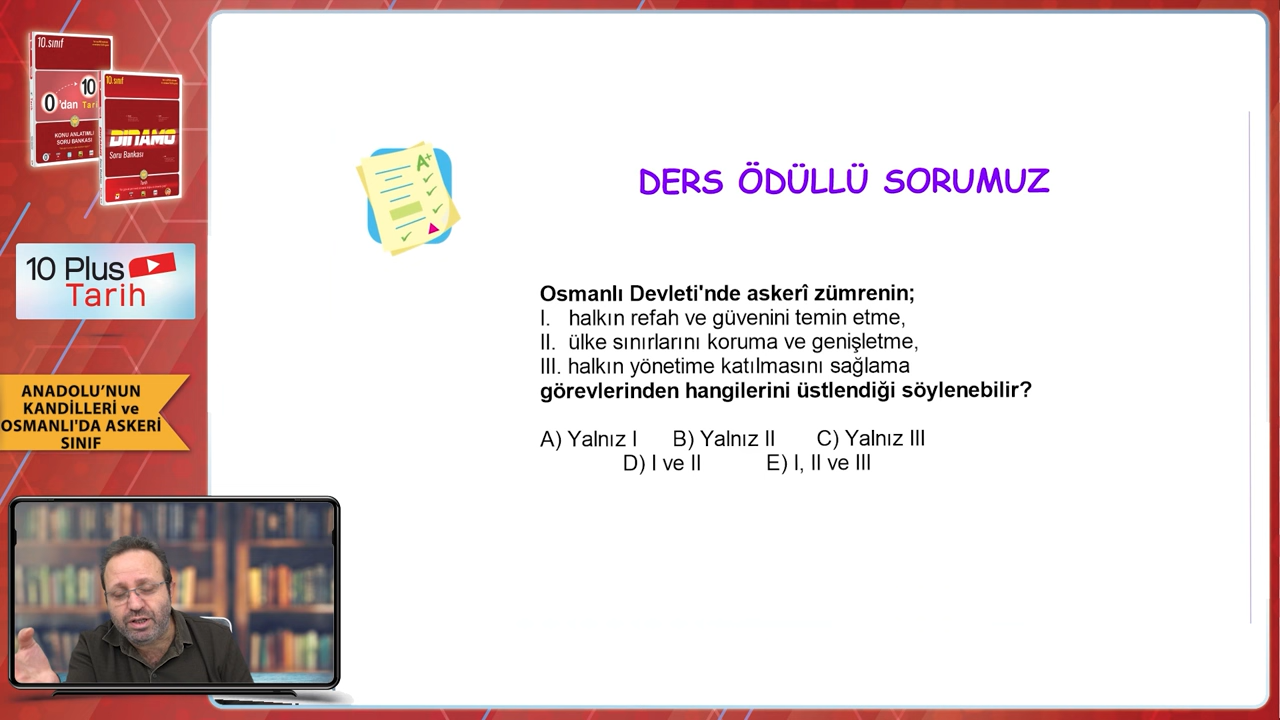 10.sınıf
0'dan 10
Tarih
KONU ANLATIMLI
SORU BANKASI
10.sınıf
DINAMO
Soru Bankası
Tarih
10 Plus
Tarih
ANADOLU'NUN
KANDİLLERİ ve
OSMANLI'DA ASKERİ
SINIF
A+
DERS ÖDÜLLÜ SORUMUZ
Osmanlı Devleti'nde askerî zümrenin;
I. halkın refah ve güvenini temin etme,
II. ülke sınırlarını koruma ve genişletme,
III. halkın yönetime katılmasını sağlama
görevlerinden hangilerini üstlendiği söylenebilir?
A) Yalnız I B) Yalnız II C) Yalnız III
D) I ve II E) I, II ve III